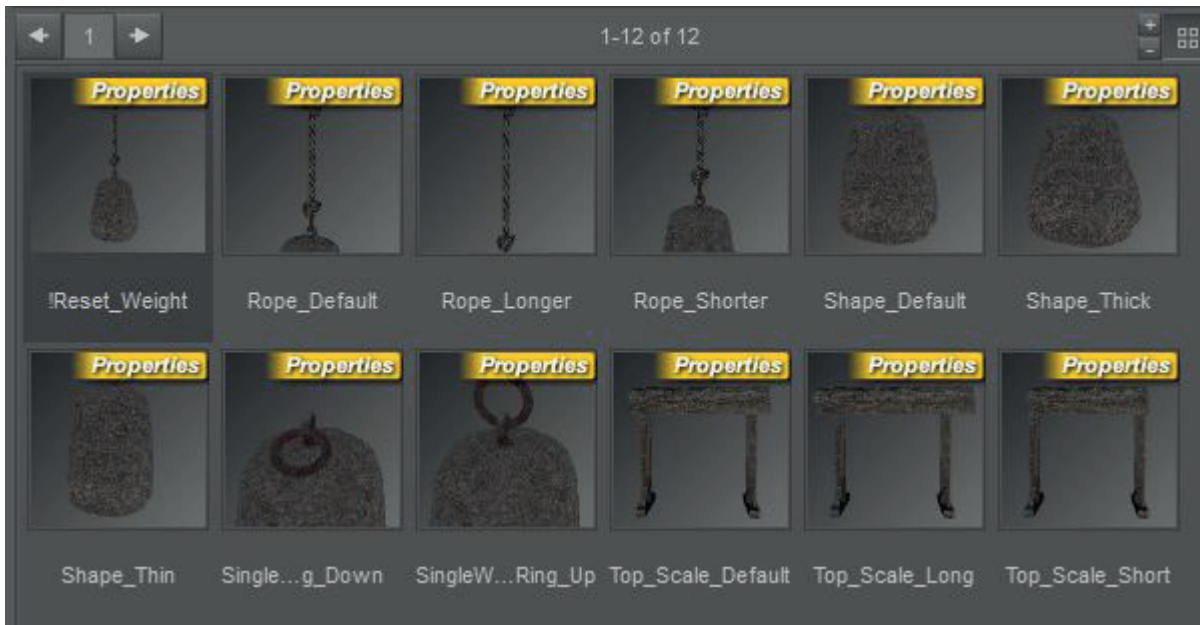 1
1-12 of 12
+
-
Properties Properties Properties Properties Properties Properties
!Reset_Weight Rope_Default Rope_Longer Rope_Shorter Shape_Default Shape_Thick
Properties Properties Properties Properties Properties Properties
Shape_Thin Single...g_Down SingleW...Ring_Up Top_Scale_Default Top_Scale_Long Top_Scale_Short